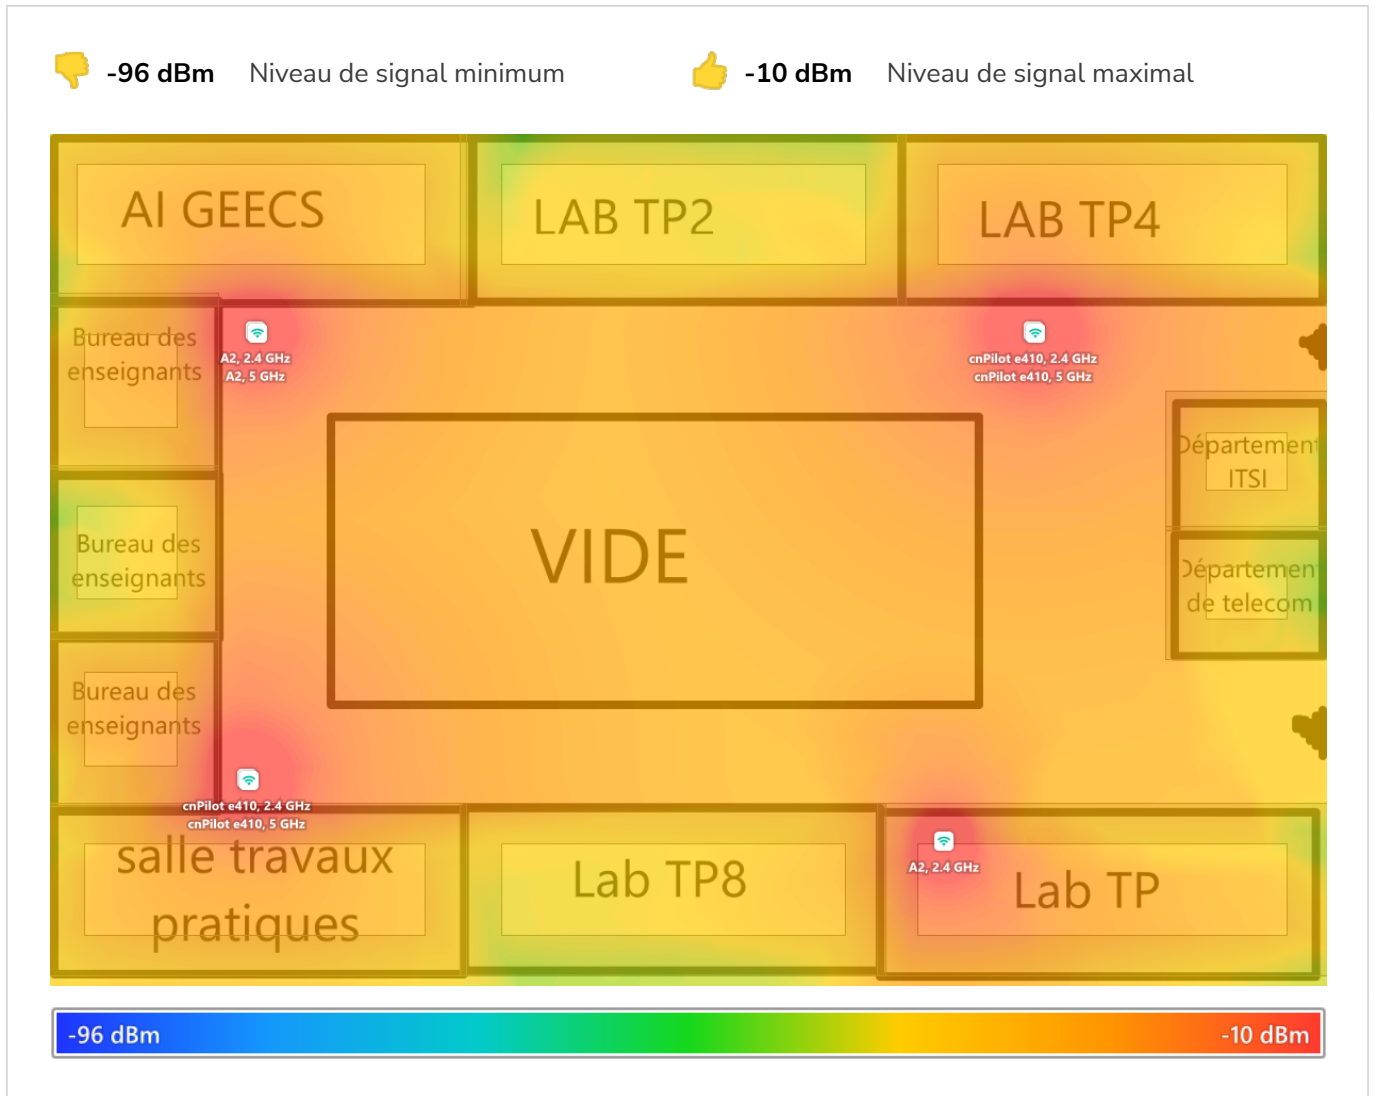 -96 dBm Niveau de signal minimum
-10 dBm Niveau de signal maximal
AI GEECS
LAB TP2
LAB TP4
Bureau des
enseignants
A2, 2.4 GHz
A2, 5 GHz
cnPilot e410, 2.4 GHz
cnPilot e410, 5 GHz
Département
ITSI
VIDE
Bureau des
enseignants
Département
de telecom
Bureau des
enseignants
cnPilot e410, 2.4 GHz
cnPilot e410, 5 GHz
salle travaux
pratiques
Lab TP8
A2, 2.4 GHz
Lab TP
-96 dBm
-10 dBm